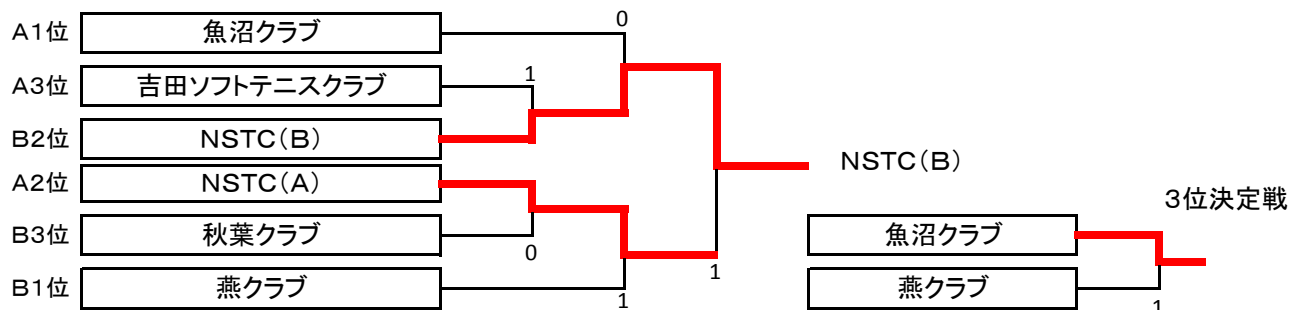 0
A1位 魚沼クラブ
1
A3位 吉田ソフトテニスクラブ
B2位 NSTC(B)
NSTC(B)
A2位 NSTC(A)
3位決定戦
B3位 秋葉クラブ
魚沼クラブ
0
1
B1位 燕クラブ
燕クラブ
1
1